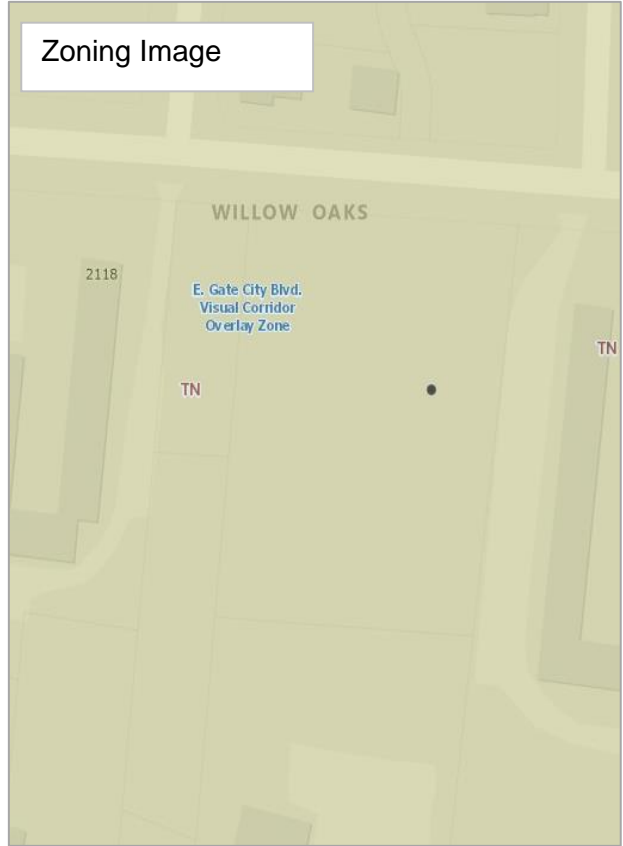 Zoning Image
WILLOW OAKS
2118
E. Gate City Blvd.
Visual Corridor
Overlay Zone
TN
TN